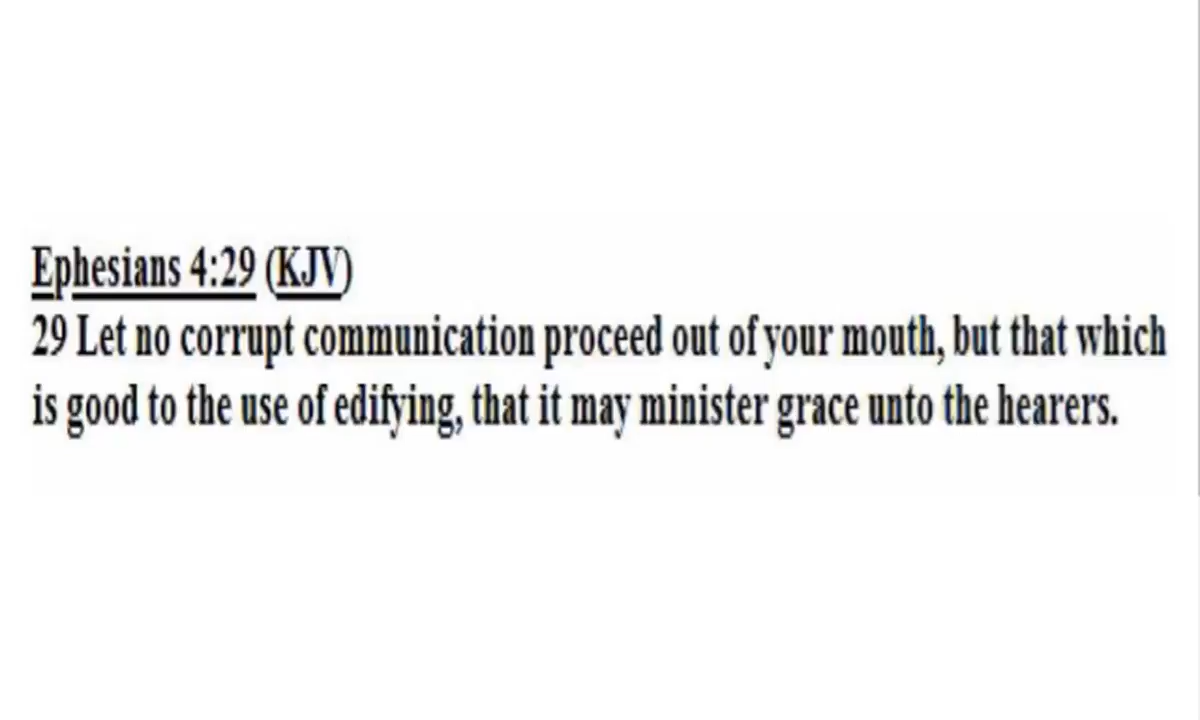 Ephesians 4:29 (KJV)
29 Let no corrupt communication proceed out of your mouth, but that which
is good to the use of edifying, that it may minister grace unto the hearers.